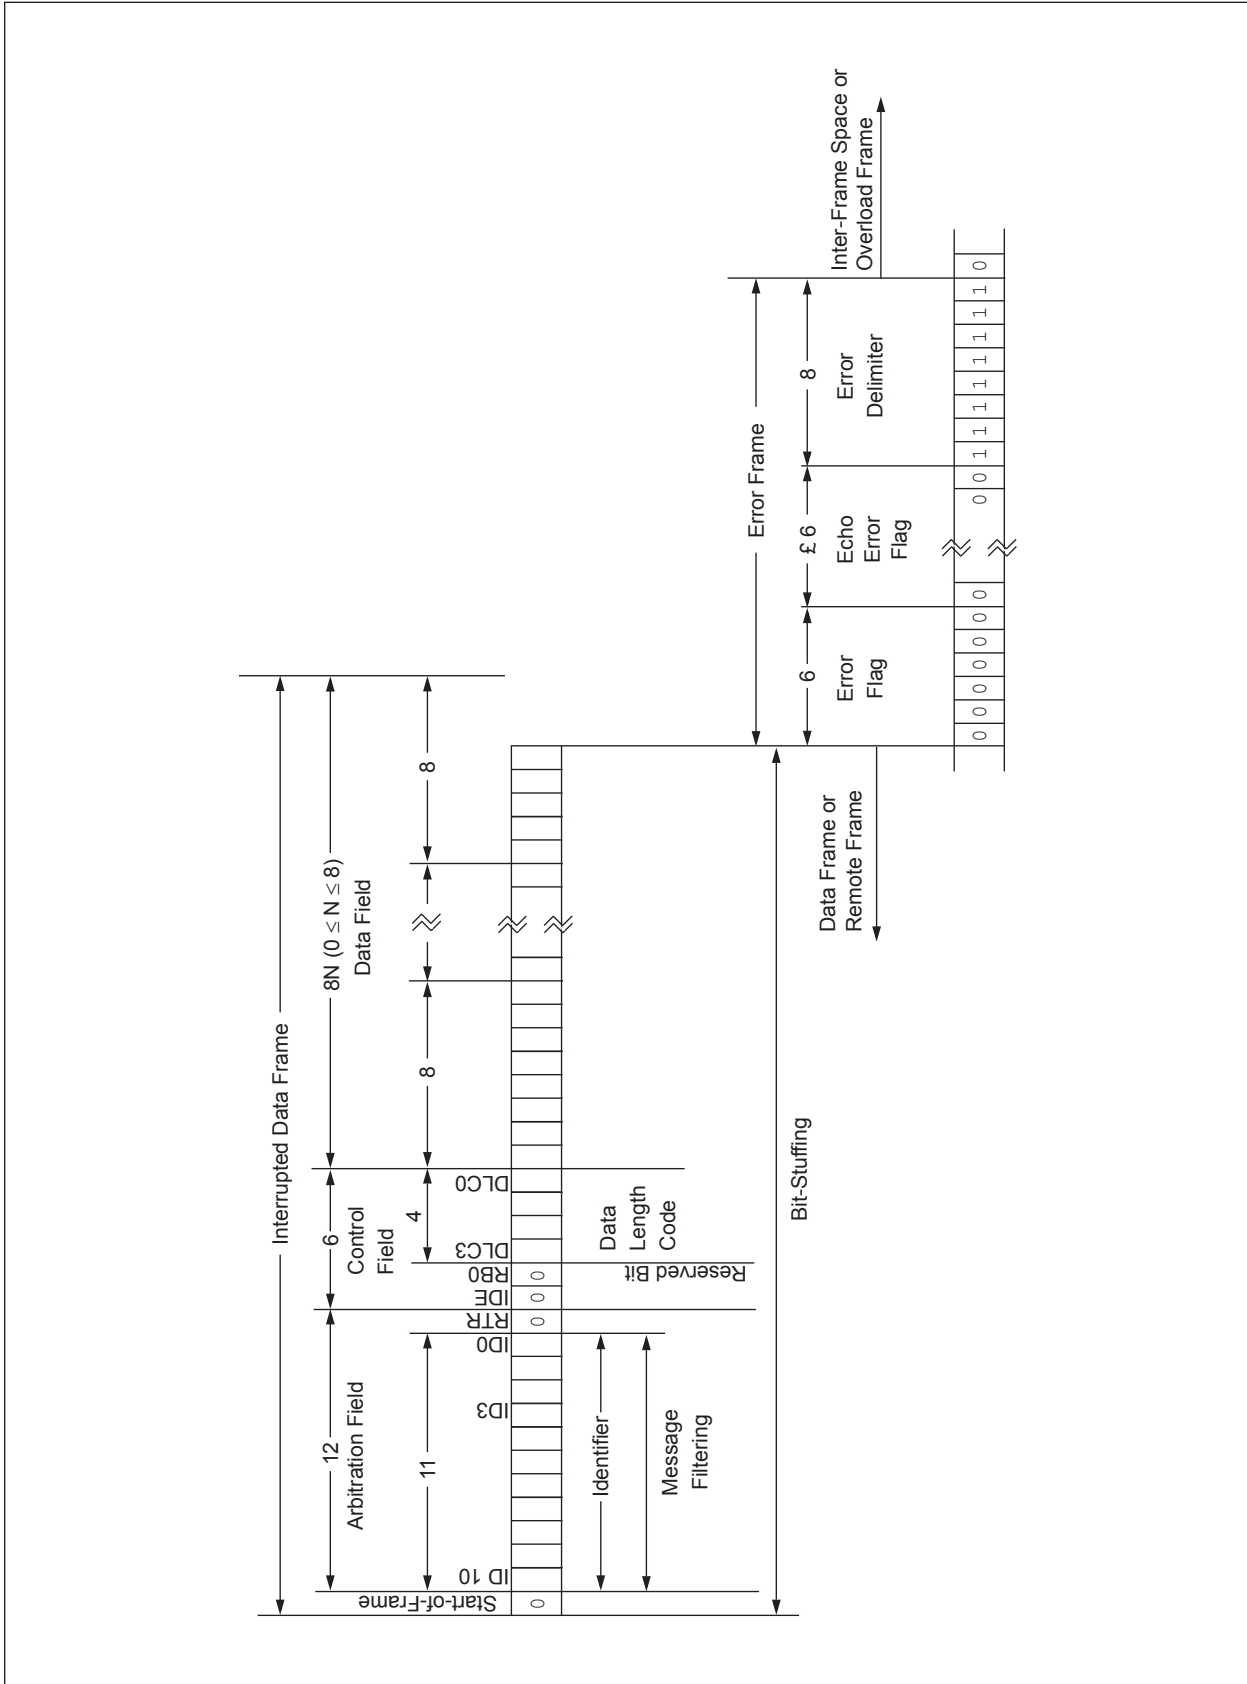 Interrupted Data Frame
12
Arbitration Field
6
Control
Field
8N (0 ≤ N ≤ 8)
Data Field
11
4
8
8
Start-of-Frame
ID 10
ID3
ID0
RTR
IDE
RB0
DLC3
DLC0
0
0
0
0
Identifier
Message
Filtering
Reserved Bit
Data
Length
Code
Bit-Stuffing
Data Frame or
Remote Frame
Error Frame
6
Error
Flag
£ 6
Echo
Error
Flag
8
Error
Delimiter
Inter-Frame Space or
Overload Frame
0 0 0 0 0 0 0 0 0 1 1 1 1 1 1 1 1 0